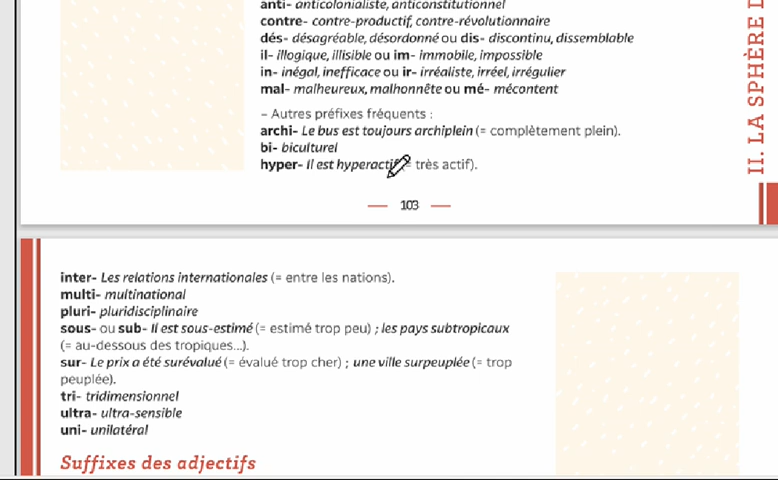 anti- anticolonialiste, anticonstitutionnel
contre- contre-productif, contre-révolutionnaire
dés- désagréable, désordonné ou dis- discontinu, dissemblable
il- illogique, illisible ou im- immobile, impossible
in- inégal, inefficace ou ir- irréaliste, irréel, irrégulier
mal- malheureux, malhonnête ou mé- mécontent
– Autres préfixes fréquents :
archi- Le bus est toujours archiplein (= complètement plein).
bi- biculturel
hyper- Il est hyperactif (= très actif).
103
II. LA SPHÈRE
inter- Les relations internationales (= entre les nations).
multi- multinational
pluri- pluridisciplinaire
sous- ou sub- Il est sous-estimé (= estimé trop peu) ; les pays subtropicaux
(= au-dessous des tropiques...).
sur- Le prix a été surévalué (= évalué trop cher) ; une ville surpeuplée (= trop
peuplée).
tri- tridimensionnel
ultra- ultra-sensible
uni- unilatéral
Suffixes des adjectifs